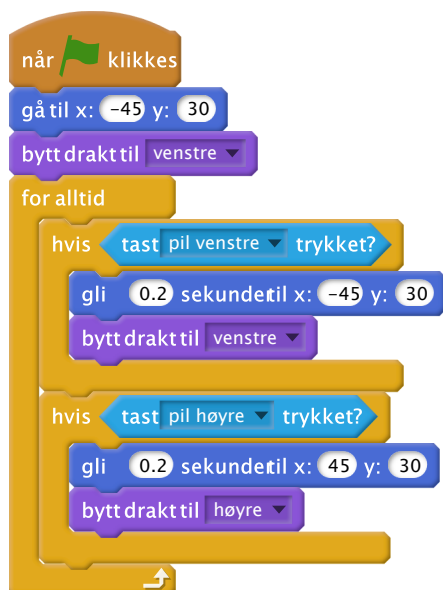 når klikkes
gå til x: -45 y: 30
bytt drakt til venstre
for alltid
hvis tast pil venstre trykket?
gli 0.2 sekunder til x: -45 y: 30
bytt drakt til venstre
hvis tast pil høyre trykket?
gli 0.2 sekunder til x: 45 y: 30
bytt drakt til høyre